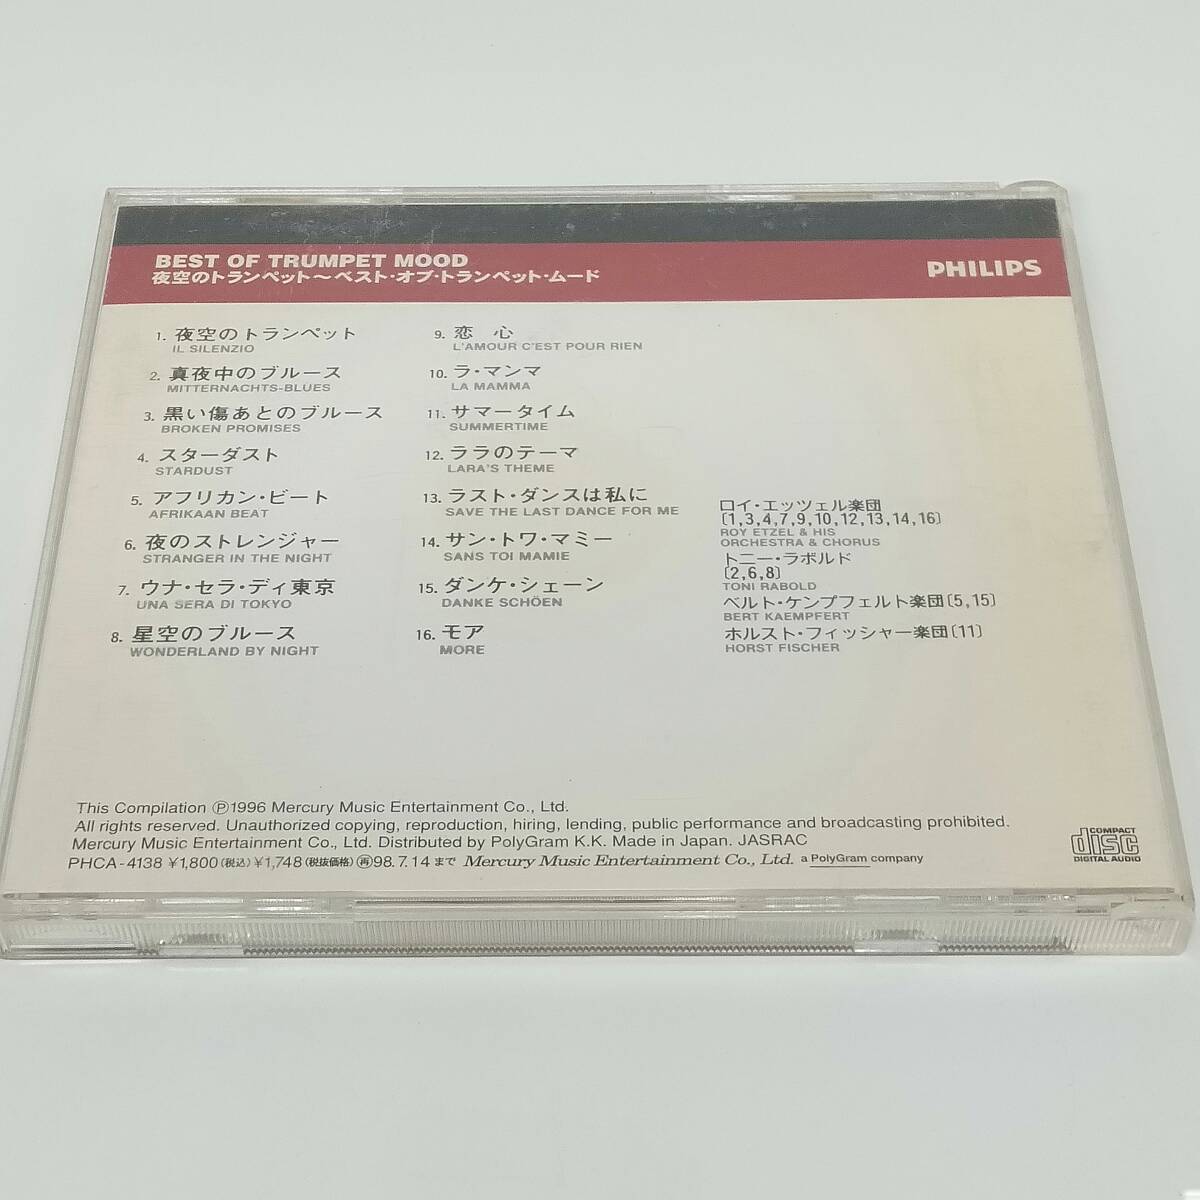 BEST OF TRUMPET MOOD
夜空のトランペット〜ベスト・オブ・トランペット・ムード
PHILIPS
1. 夜空のトランペット
IL SILENZIO
2. 真夜中のブルース
MITTERNACHTS-BLUES
3. 黒い傷あとのブルース
BROKEN PROMISES
4. スターダスト
STARDUST
5. アフリカン・ビート
AFRIKAAN BEAT
6. 夜のストレンジャー
STRANGER IN THE NIGHT
7. ウナ・セラ・ディ東京
UNA SERA DI TOKYO
8. 星空のブルース
WONDERLAND BY NIGHT
9. 恋 心
L'AMOUR C'EST POUR RIEN
10. ラ・マンマ
LA MAMMA
11. サマータイム
SUMMERTIME
12. ララのテーマ
LARA'S THEME
13. ラスト・ダンスは私に
SAVE THE LAST DANCE FOR ME
14. サン・トワ・マミー
SANS TOI MAMIE
15. ダンケ・シェーン
DANKE SCHÖEN
16. モア
MORE
ロイ・エッツェル楽団
〔1,3,4,7,9,10,12,13,14,16〕
ROY ETZEL & HIS
ORCHESTRA & CHORUS
トニー・ラボルド
〔2,6,8〕
TONI RABOLD
ベルト・ケンプフェルト楽団〔5,15〕
BERT KAEMPFERT
ホルスト・フィッシャー楽団〔11〕
HORST FISCHER
This Compilation Ⓟ1996 Mercury Music Entertainment Co., Ltd.
All rights reserved. Unauthorized copying, reproduction, hiring, lending, public performance and broadcasting prohibited.
Mercury Music Entertainment Co., Ltd. Distributed by PolyGram K.K. Made in Japan. JASRAC
PHCA-4138 ¥1,800(税込)¥1,748(税抜価格) ㊢98.7.14まで Mercury Music Entertainment Co., Ltd. a PolyGram company
COMPACT
disc
DIGITAL AUDIO